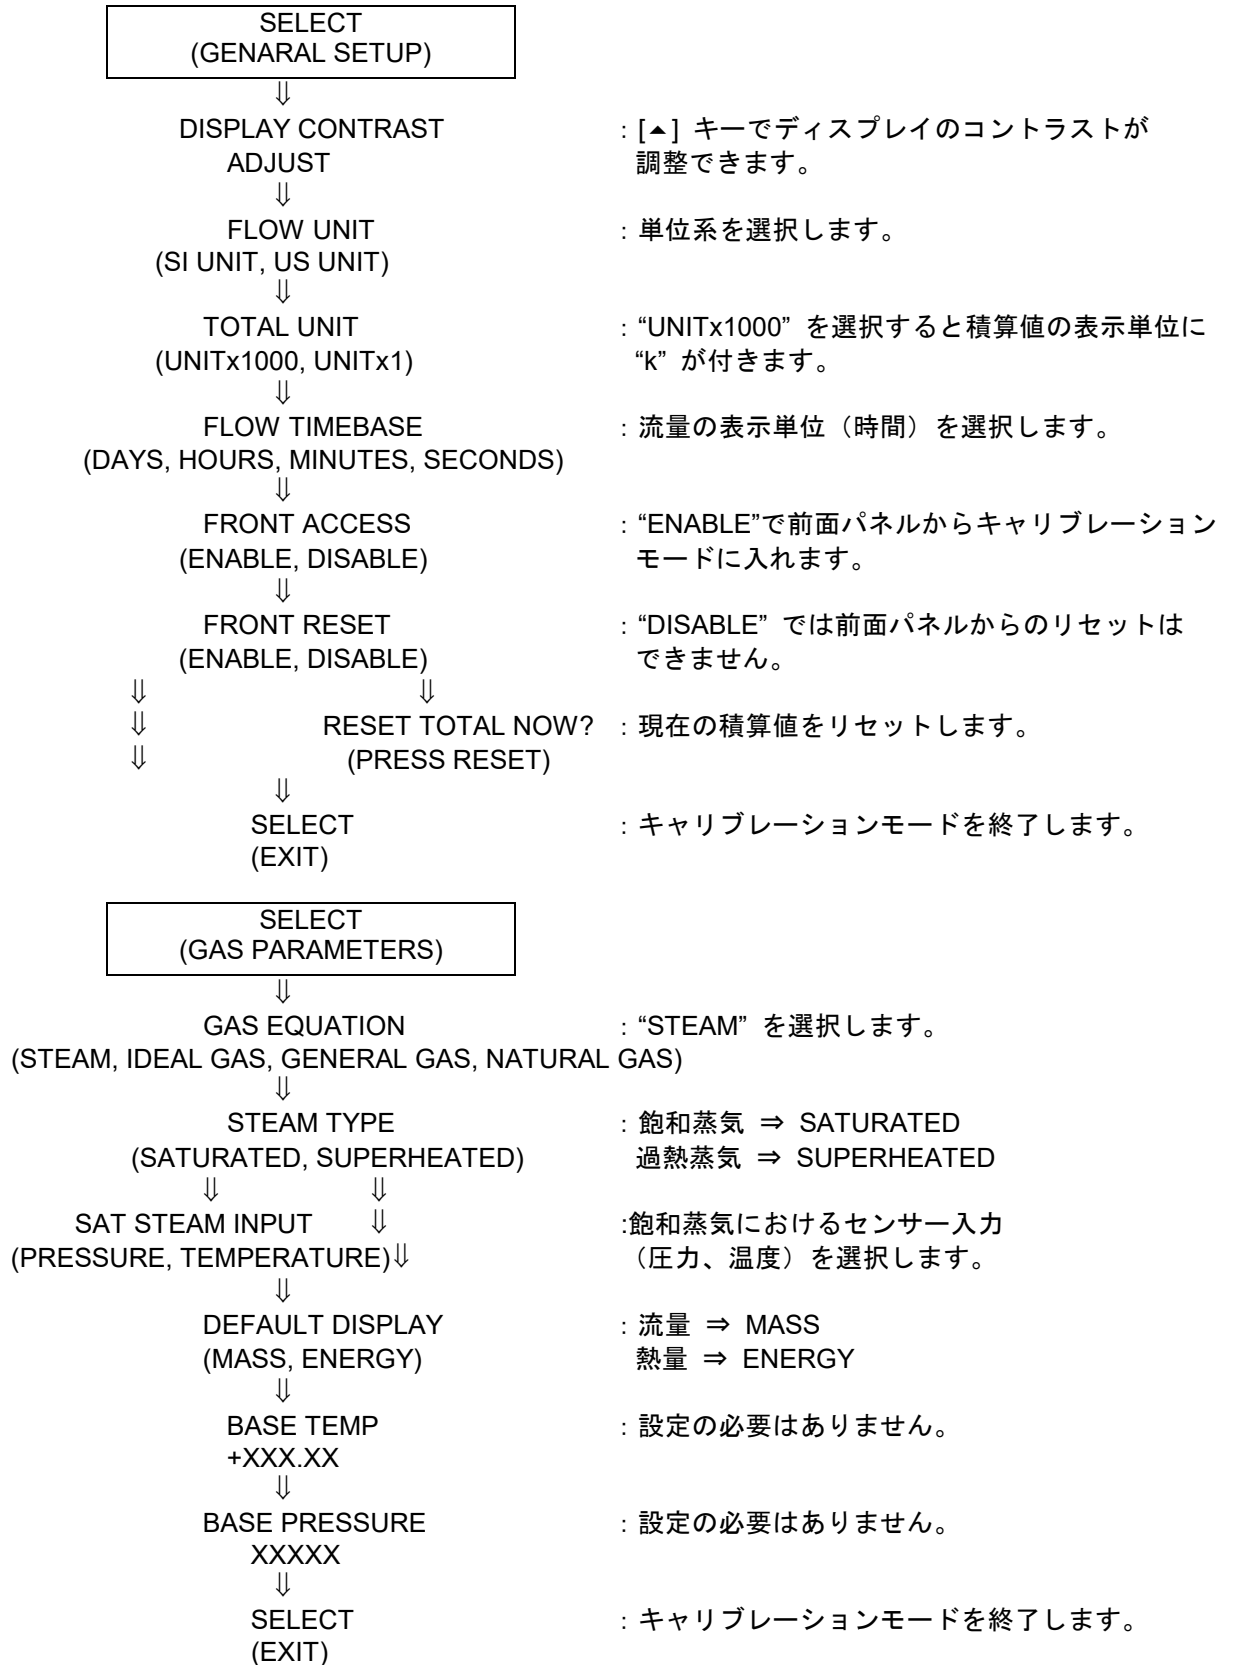 SELECT
(GENARAL SETUP)
⇓
DISPLAY CONTRAST : [▲] キーでディスプレイのコントラストが
ADJUST 調整できます。
⇓
FLOW UNIT : 単位系を選択します。
(SI UNIT, US UNIT)
⇓
TOTAL UNIT : “UNITx1000” を選択すると積算値の表示単位に
(UNITx1000, UNITx1) “k” が付きます。
⇓
FLOW TIMEBASE : 流量の表示単位（時間）を選択します。
(DAYS, HOURS, MINUTES, SECONDS)
⇓
FRONT ACCESS : “ENABLE”で前面パネルからキャリブレーション
(ENABLE, DISABLE) モードに入れます。
⇓
FRONT RESET : “DISABLE” では前面パネルからのリセットは
(ENABLE, DISABLE) できません。
⇓ ⇓
⇓ RESET TOTAL NOW? : 現在の積算値をリセットします。
⇓ (PRESS RESET)
⇓
SELECT : キャリブレーションモードを終了します。
(EXIT)
SELECT
(GAS PARAMETERS)
⇓
GAS EQUATION : “STEAM” を選択します。
(STEAM, IDEAL GAS, GENERAL GAS, NATURAL GAS)
⇓
STEAM TYPE : 飽和蒸気 ⇒ SATURATED
(SATURATED, SUPERHEATED) 過熱蒸気 ⇒ SUPERHEATED
⇓ ⇓
SAT STEAM INPUT ⇓ :飽和蒸気におけるセンサー入力
(PRESSURE, TEMPERATURE)⇓ （圧力、温度）を選択します。
⇓
DEFAULT DISPLAY : 流量 ⇒ MASS
(MASS, ENERGY) 熱量 ⇒ ENERGY
⇓
BASE TEMP : 設定の必要はありません。
+XXX.XX
⇓
BASE PRESSURE : 設定の必要はありません。
XXXXX
⇓
SELECT : キャリブレーションモードを終了します。
(EXIT)